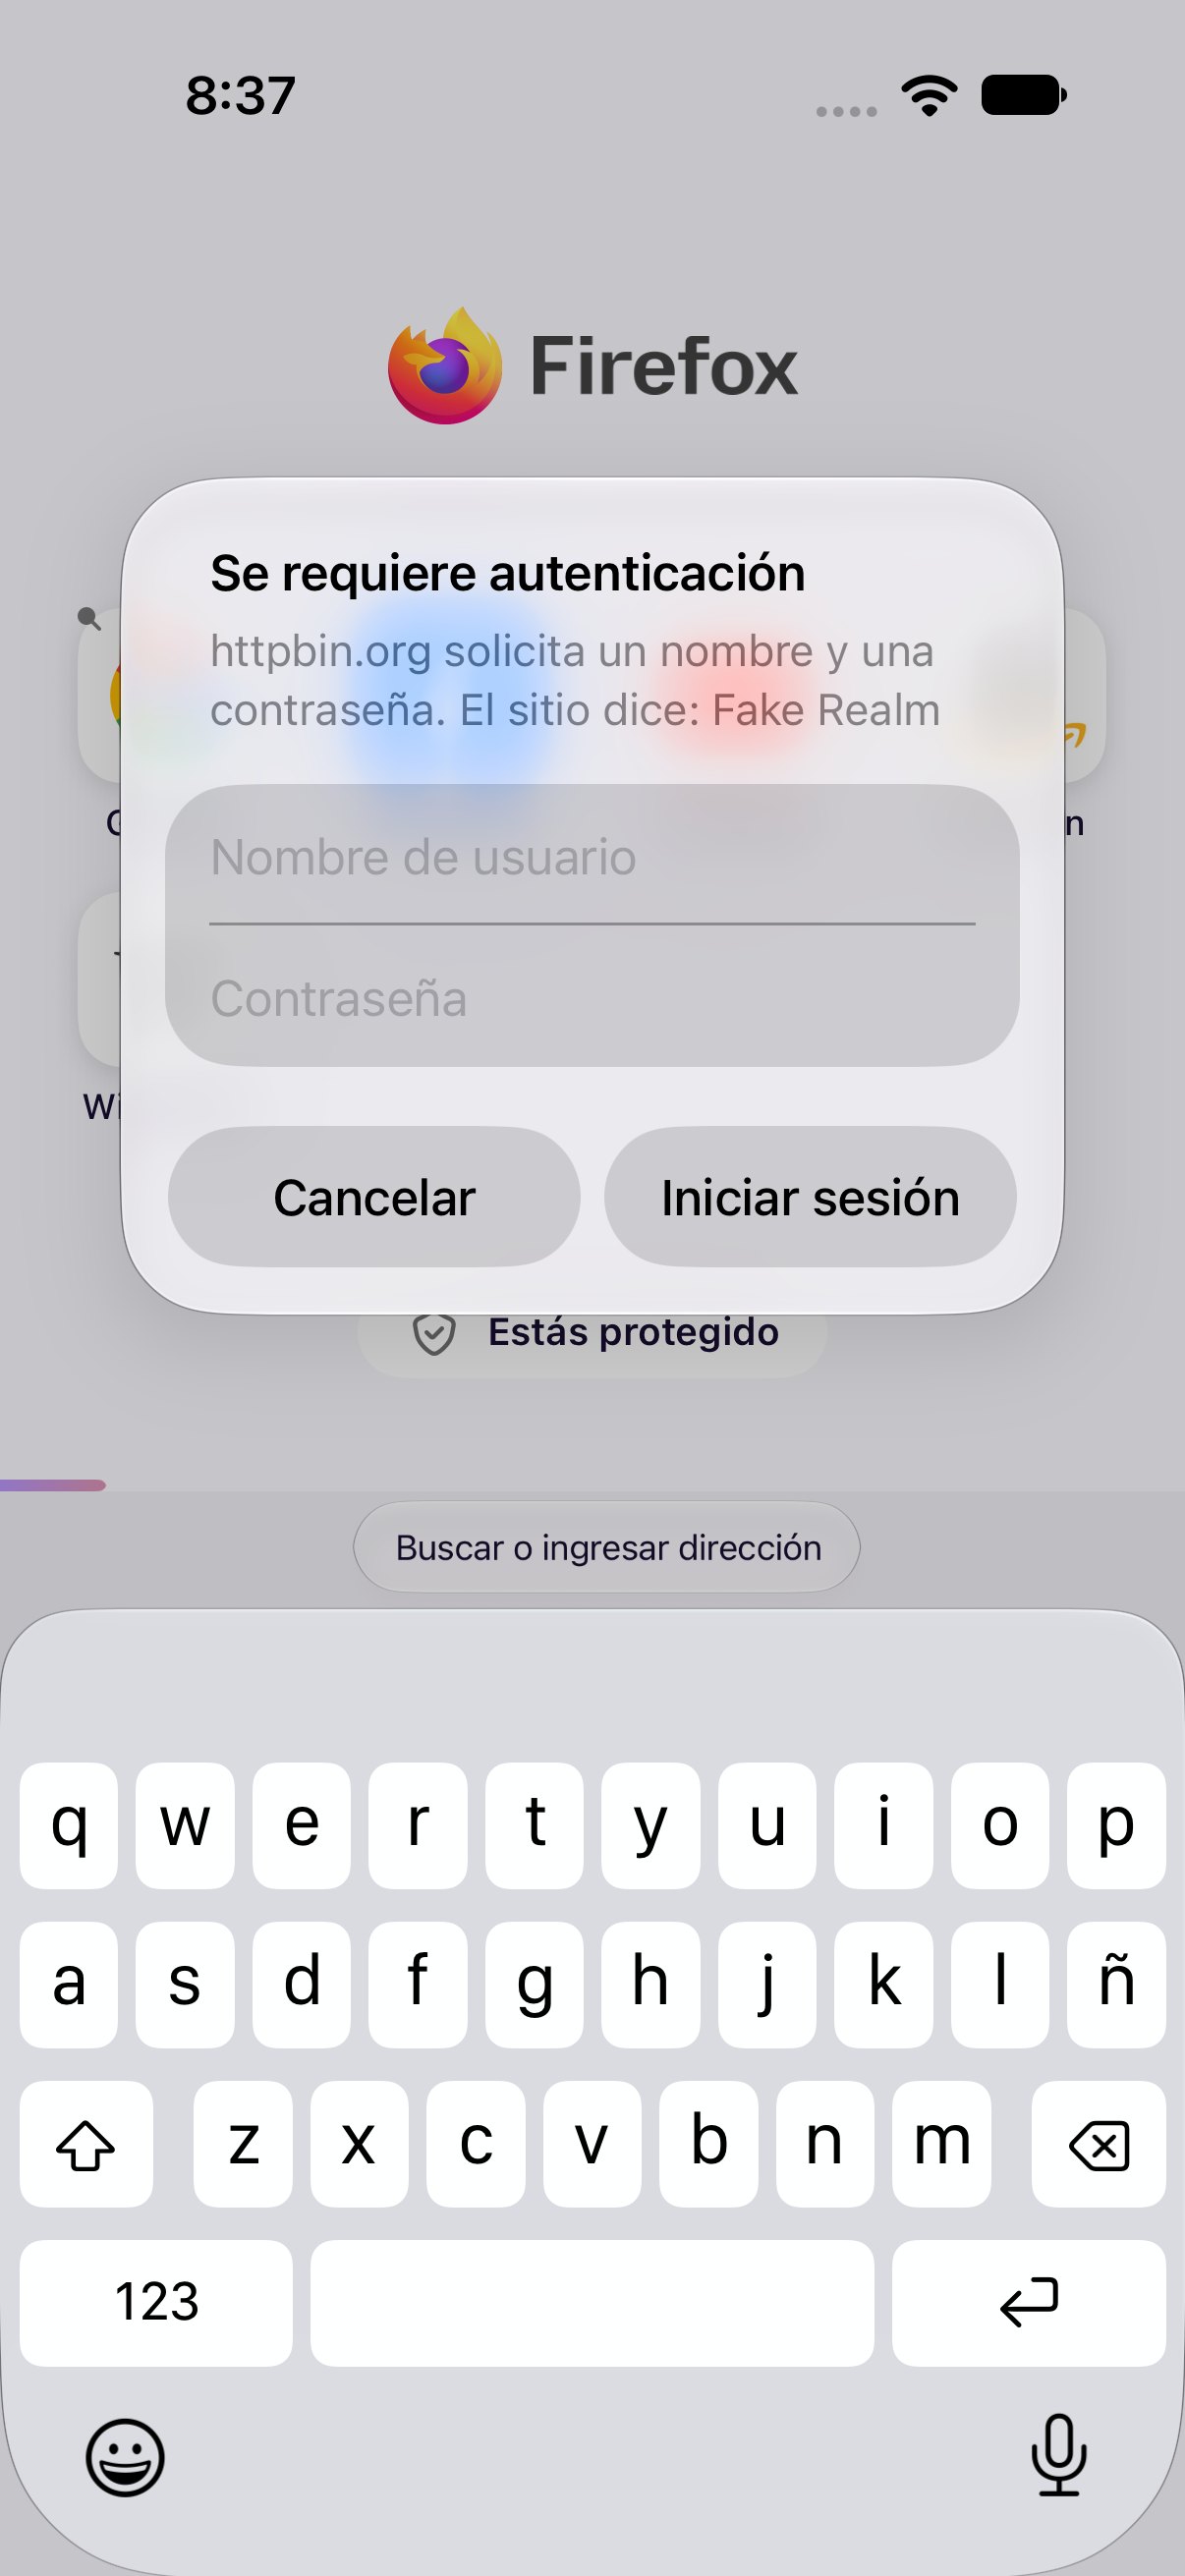 8:37
Firefox
Se requiere autenticación
httpbin.org solicita un nombre y una
contraseña. El sitio dice: Fake Realm
Nombre de usuario
Contraseña
Cancelar
Iniciar sesión
Estás protegido
Buscar o ingresar dirección
q w e r t y u i o p
a s d f g h j k l ñ
z x c v b n m
123